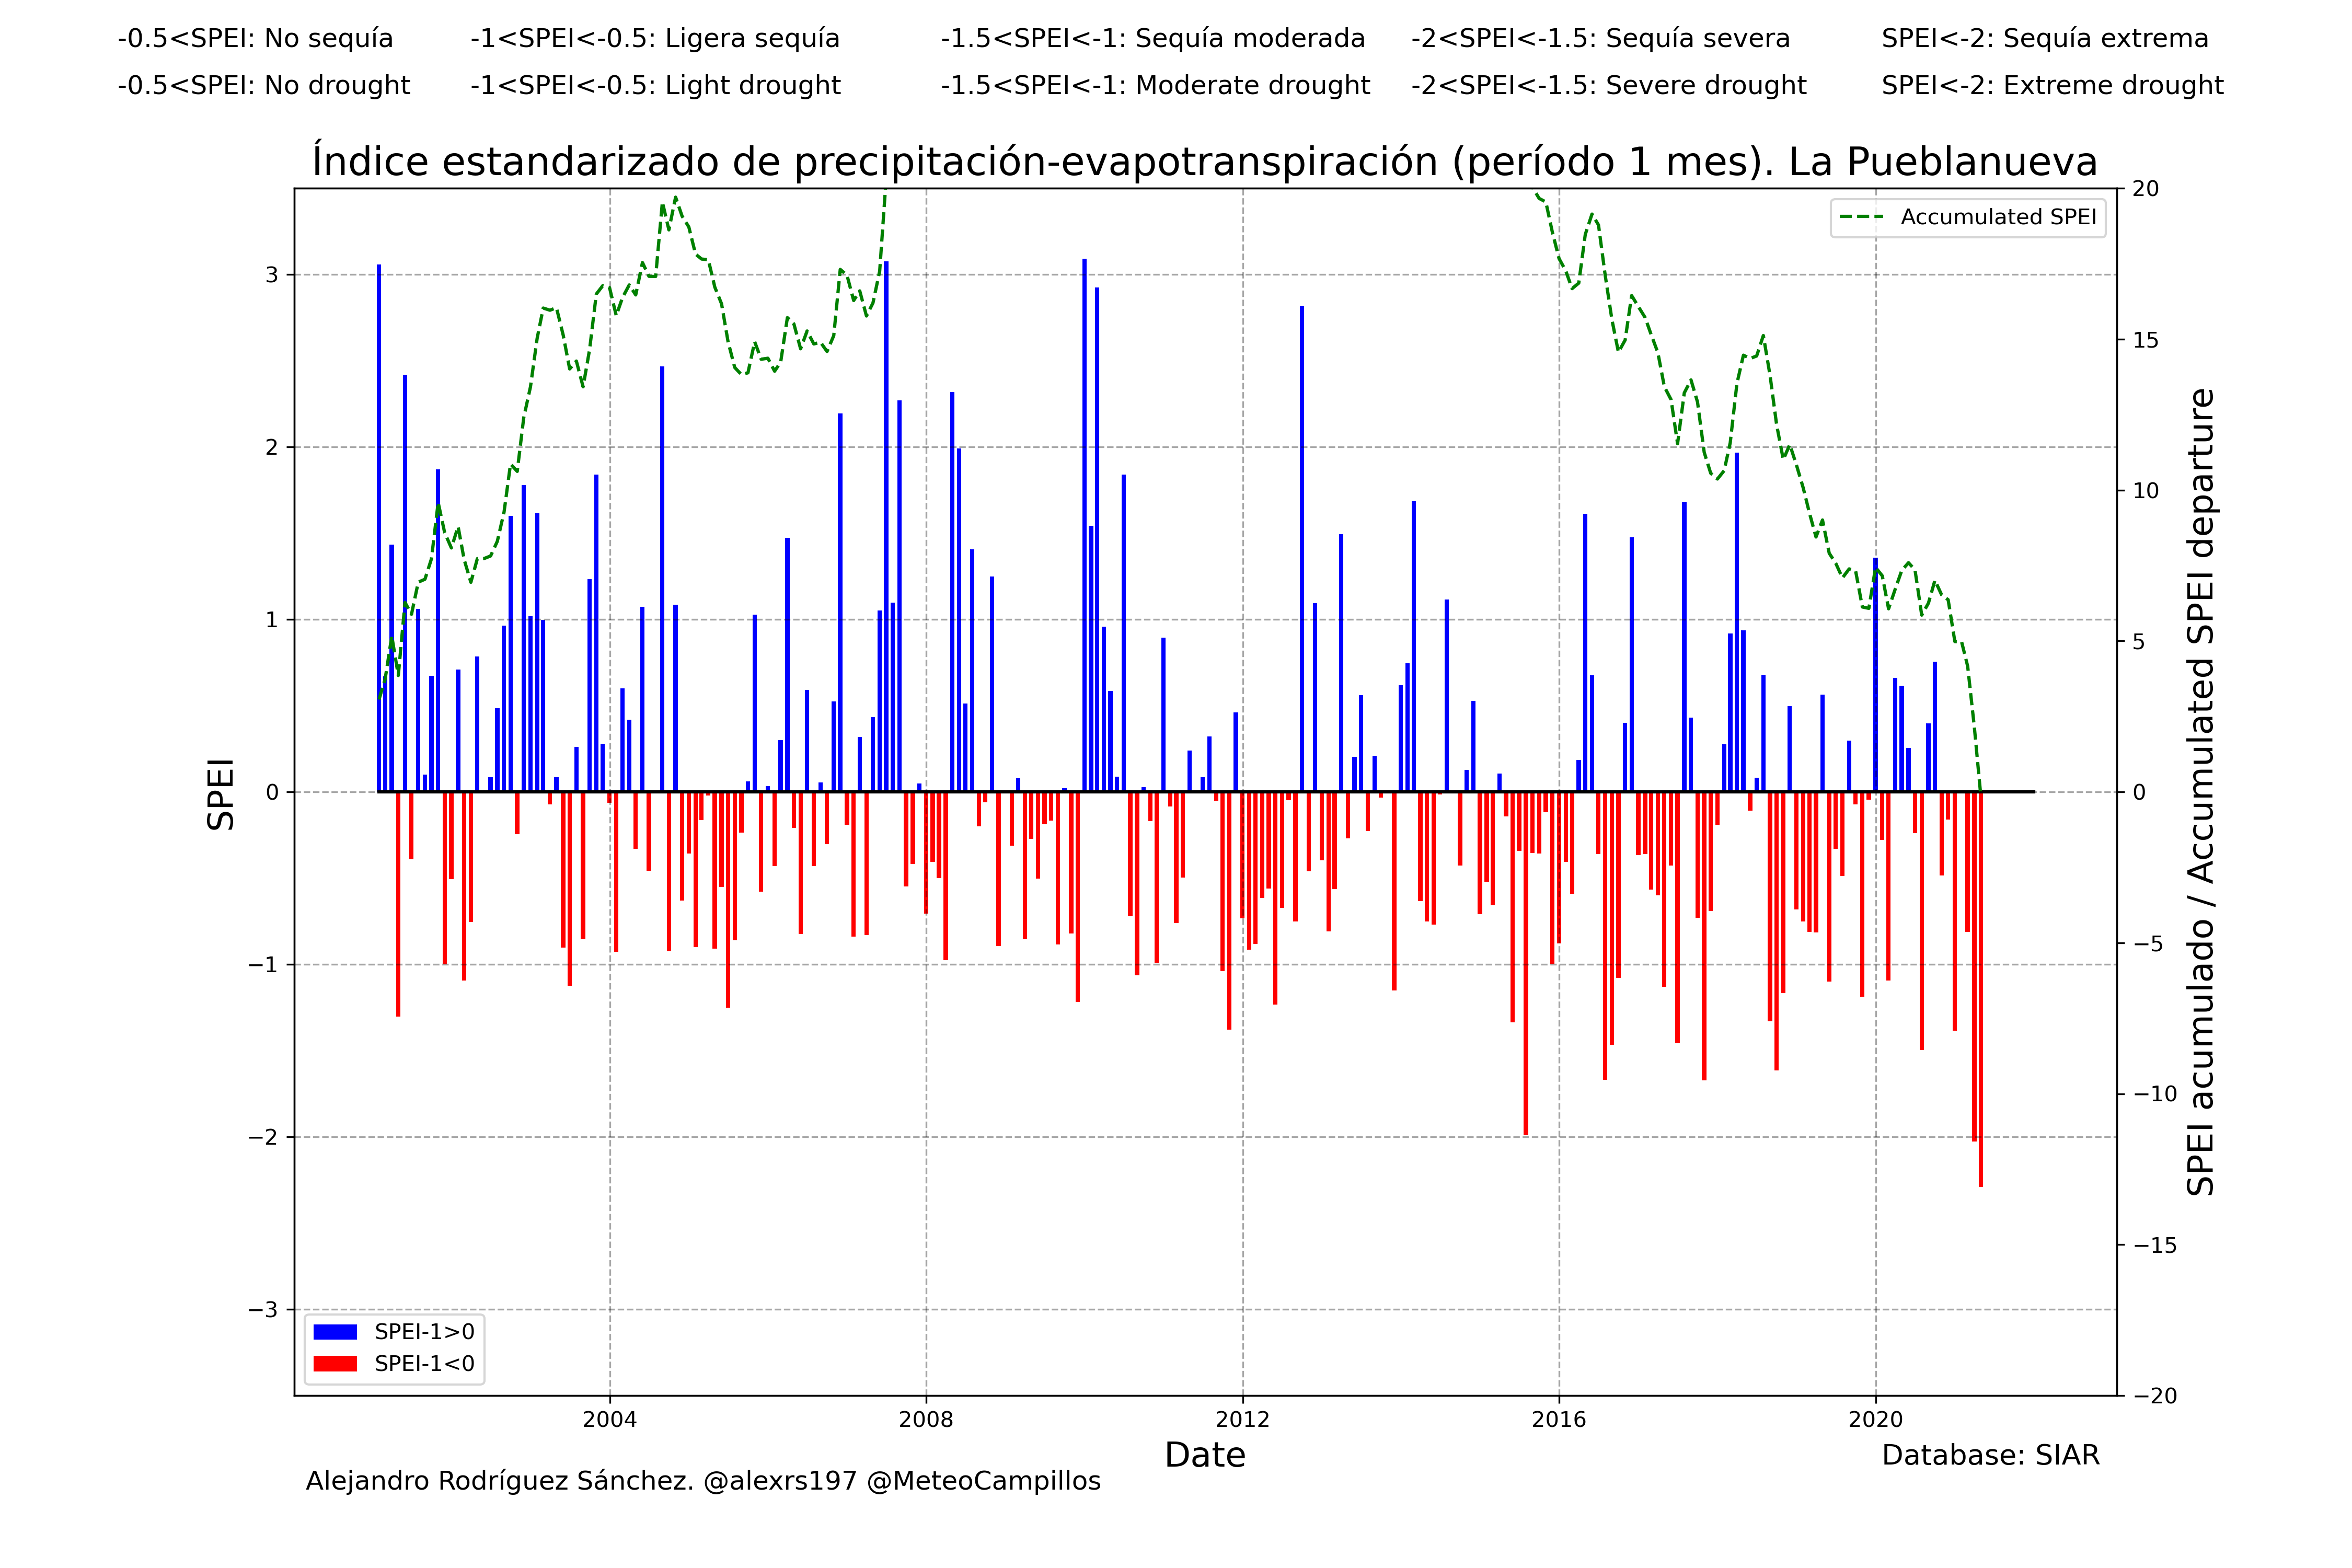 -0.5<SPEI: No sequía -1<SPEI<-0.5: Ligera sequía -1.5<SPEI<-1: Sequía moderada -2<SPEI<-1.5: Sequía severa SPEI<-2: Sequía extrema
-0.5<SPEI: No drought -1<SPEI<-0.5: Light drought -1.5<SPEI<-1: Moderate drought -2<SPEI<-1.5: Severe drought SPEI<-2: Extreme drought
Índice estandarizado de precipitación-evapotranspiración (período 1 mes). La Pueblanueva
Accumulated SPEI
3
2
1
0
−1
−2
−3
SPEI
20
15
10
5
0
−5
−10
−15
−20
SPEI acumulado / Accumulated SPEI departure
SPEI-1>0
SPEI-1<0
2004 2008 2012 2016 2020
Date
Database: SIAR
Alejandro Rodríguez Sánchez. @alexrs197 @MeteoCampillos